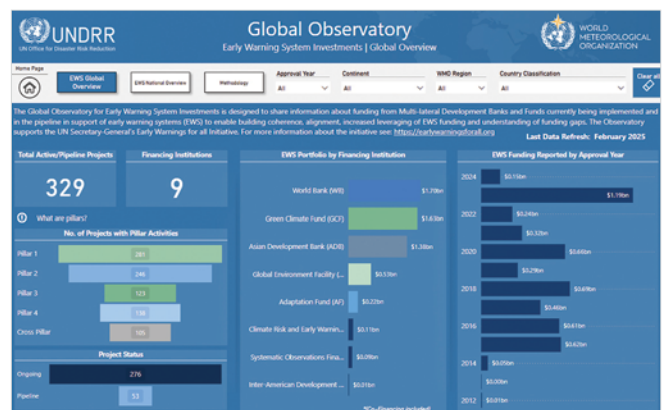 UNDRR
UN Office for Disaster Risk Reduction
Global Observatory
Early Warning System Investments | Global Overview
WORLD
METEOROLOGICAL
ORGANIZATION
Home Page
EWS Global
Overview
EWS National Overview
Methodology
Approval Year
All
Continent
All
WMO Region
All
Country Classification
All
Clear all
The Global Observatory for Early Warning System Investments is designed to share information about funding from Multi-lateral Development Banks and Funds currently being implemented and
in the pipeline in support of early warning systems (EWS) to enable building coherence, alignment, increased leveraging of EWS funding and understanding of funding gaps. The Observatory
supports the UN Secretary-General's Early Warnings for all Initiative. For more information about the initiative see: https://earlywarningsforall.org
Last Data Refresh: February 2025
Total Active/Pipeline Projects
329
Financing Institutions
9
What are pillars?
No. of Projects with Pillar Activities
Pillar 1
281
Pillar 2
246
Pillar 3
123
Pillar 4
Cross Pillar
105
Project Status
Ongoing
276
Pipeline
53
EWS Portfolio by Financing Institution
World Bank (WB)
$1.70bn
Green Climate Fund (GCF)
$1.63bn
Asian Development Bank (ADB)
$1.38bn
Global Environment Facility (...
$0.53bn
Adaptation Fund (AF)
$0.22bn
Climate Risk and Early Warnin...
$0.11bn
Systematic Observations Fina...
$0.09bn
Inter-American Development ...
$0.01bn
*(Co-Financing included)
EWS Funding Reported by Approval Year
2024
$0.15bn
$1.19bn
2022
$0.24bn
$0.32bn
2020
$0.29bn
2018
$0.69bn
$0.46bn
2016
$0.61bn
$0.62bn
2014
$0.05bn
$0.00bn
2012
$0.01bn